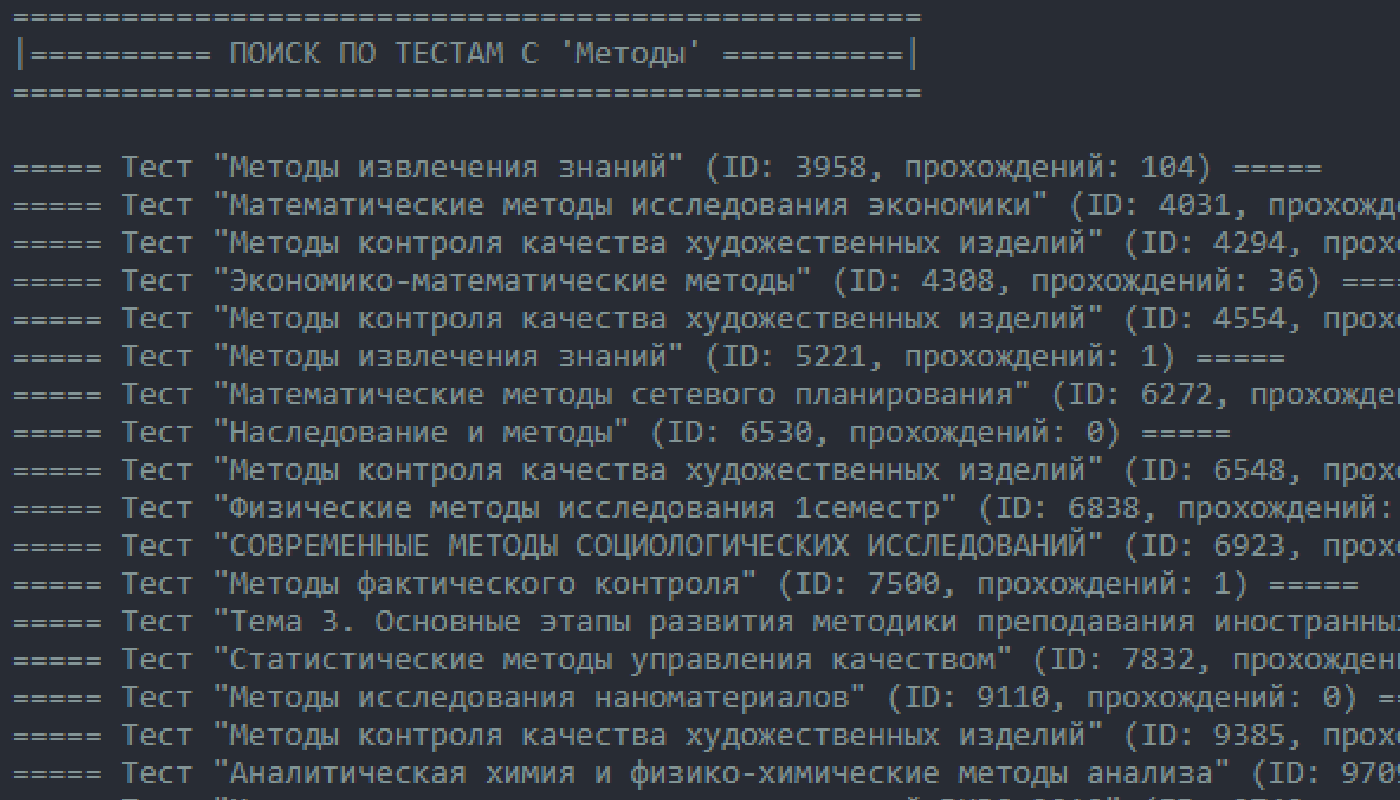 ==================================================
|========== ПОИСК ПО ТЕСТАМ С 'Методы' ==========|
==================================================
===== Тест "Методы извлечения знаний" (ID: 3958, прохождений: 104) =====
===== Тест "Математические методы исследования экономики" (ID: 4031, прохожде
===== Тест "Методы контроля качества художественных изделий" (ID: 4294, прохо
===== Тест "Экономико-математические методы" (ID: 4308, прохождений: 36) ====
===== Тест "Методы контроля качества художественных изделий" (ID: 4554, прохо
===== Тест "Методы извлечения знаний" (ID: 5221, прохождений: 1) =====
===== Тест "Математические методы сетевого планирования" (ID: 6272, прохожден
===== Тест "Наследование и методы" (ID: 6530, прохождений: 0) =====
===== Тест "Методы контроля качества художественных изделий" (ID: 6548, прохо
===== Тест "Физические методы исследования 1семестр" (ID: 6838, прохождений:
===== Тест "СОВРЕМЕННЫЕ МЕТОДЫ СОЦИОЛОГИЧЕСКИХ ИССЛЕДОВАНИЙ" (ID: 6923, прохо
===== Тест "Методы фактического контроля" (ID: 7500, прохождений: 1) =====
===== Тест "Тема 3. Основные этапы развития методики преподавания иностранных
===== Тест "Статистические методы управления качеством" (ID: 7832, прохождени
===== Тест "Методы исследования наноматериалов" (ID: 9110, прохождений: 0) ==
===== Тест "Методы контроля качества художественных изделий" (ID: 9385, прохо
===== Тест "Аналитическая химия и физико-химические методы анализа" (ID: 9709